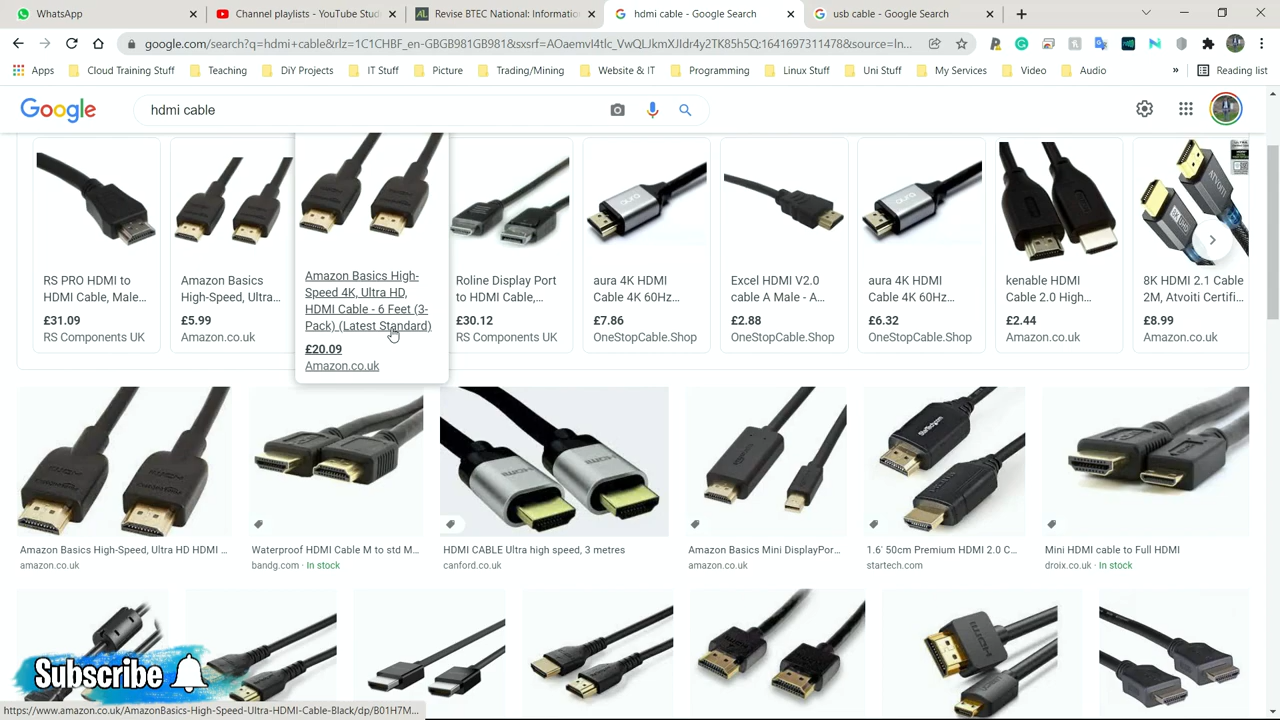 WhatsApp
Channel playlists - YouTube Stud
Revise BTEC National: Informatio
hdmi cable - Google Search
usb cable - Google Search
google.com/search?q=hdmi+cable&rlz=1C1CHBF_en-
Apps
Cloud Training Stuff
Teaching
DiY Projects
IT Stuff
Picture
Trading/Mining
Website & IT
Programming
Linux Stuff
Uni Stuff
My Services
Video
Audio
»
Reading list
Google
hdmi cable
RS PRO HDMI to
HDMI Cable, Male...
£31.09
RS Components UK
Amazon Basics
High-Speed, Ultra...
£5.99
Amazon.co.uk
Amazon Basics High-
Speed 4K, Ultra HD,
HDMI Cable - 6 Feet (3-
Pack) (Latest Standard)
£20.09
Amazon.co.uk
Roline Display Port
to HDMI Cable,...
£30.12
RS Components UK
aura 4K HDMI
Cable 4K 60Hz...
£7.86
OneStopCable.Shop
Excel HDMI V2.0
cable A Male - A...
£2.88
OneStopCable.Shop
aura 4K HDMI
Cable 4K 60Hz...
£6.32
OneStopCable.Shop
kenable HDMI
Cable 2.0 High...
£2.44
Amazon.co.uk
8K HDMI 2.1 Cable
2M, Atvoiti Certifi...
£8.99
Amazon.co.uk
Amazon Basics High-Speed, Ultra HD HDMI ...
amazon.co.uk
Waterproof HDMI Cable M to std M...
bandg.com · In stock
HDMI CABLE Ultra high speed, 3 metres
canford.co.uk
Amazon Basics Mini DisplayPor...
amazon.co.uk
1.6' 50cm Premium HDMI 2.0 C...
startech.com
Mini HDMI cable to Full HDMI
droix.co.uk · In stock
Subscribe
https://www.amazon.co.uk/AmazonBasics-High-Speed-Ultra-HDMI-Cable-Black/dp/B01H7M...